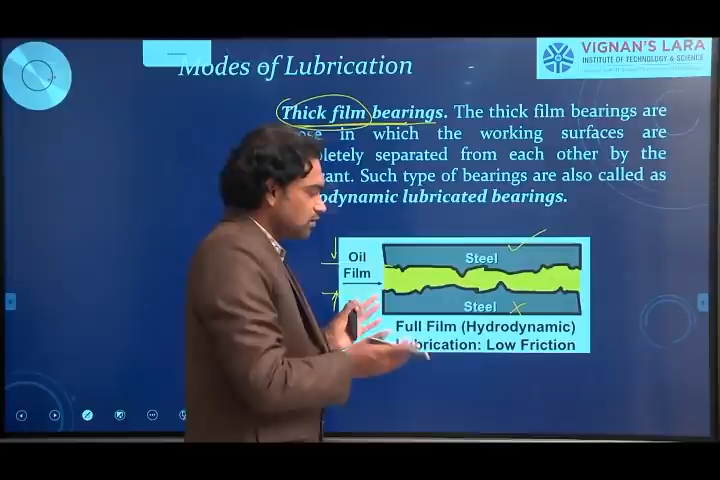 Modes of Lubrication
VIGNAN'S LARA
INSTITUTE OF TECHNOLOGY & SCIENCE
Thick film bearings. The thick film bearings are
in which the working surfaces are
separated from each other by the
Such type of bearings are also called as
lubricated bearings.
Oil
Film
Steel
Steel
Full Film (Hydrodynamic)
Lubrication: Low Friction